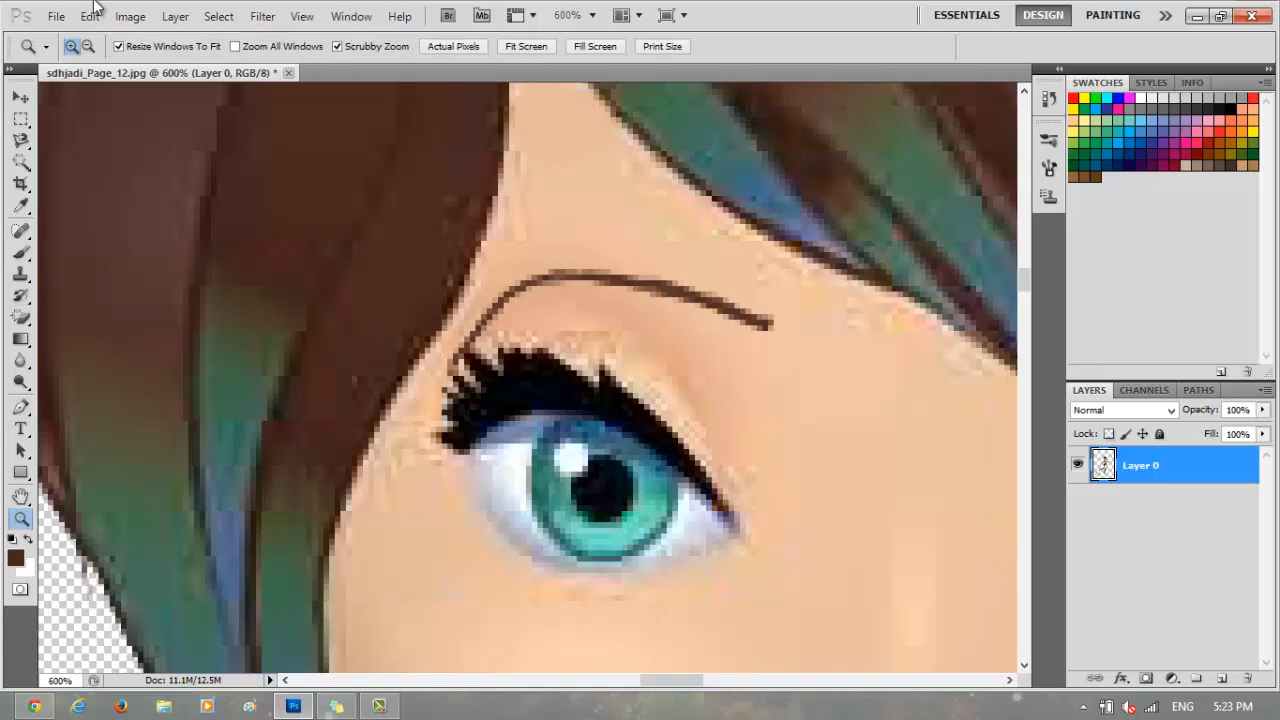 Ps File Edit Image Layer Select Filter View Window Help Br Mb 600% ESSENTIALS DESIGN PAINTING
Resize Windows To Fit Zoom All Windows Scrubby Zoom Actual Pixels Fit Screen Fill Screen Print Size
sdhjadi_Page_12.jpg @ 600% (Layer 0, RGB/8) *
SWATCHES STYLES INFO
LAYERS CHANNELS PATHS
Normal Opacity: 100%
Lock: Fill: 100%
Layer 0
600% Doc: 11.1M/12.5M
ENG 5:23 PM